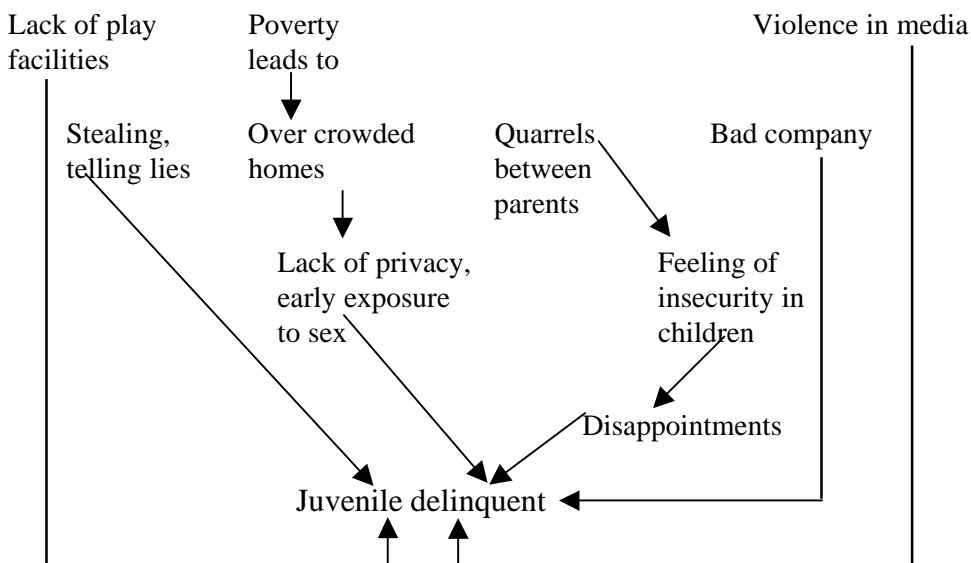 Lack of play
facilities
Poverty
leads to
Violence in media
Stealing,
telling lies
Over crowded
homes
Quarrels
between
parents
Bad company
Lack of privacy,
early exposure
to sex
Feeling of
insecurity in
children
Disappointments
Juvenile delinquent